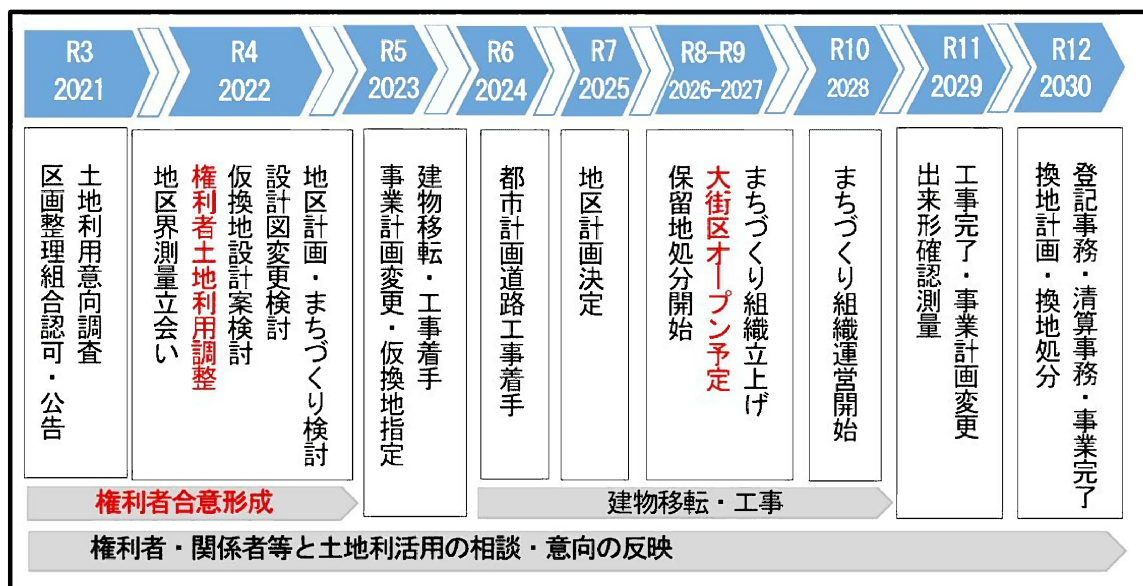 R3
2021
R4
2022
R5
2023
R6
2024
R7
2025
R8–R9
2026–2027
R10
2028
R11
2029
R12
2030
土地利用意向調査
区画整理組合認可・公告
地区計画・まちづくり検討
設計図変更検討
仮換地設計案検討
権利者土地利用調整
地区界測量立会い
建物移転・工事着手
事業計画変更・仮換地指定
都市計画道路工事着手
地区計画決定
まちづくり組織立上げ
大街区オープン予定
保留地処分開始
まちづくり組織運営開始
工事完了・事業計画変更
出来形確認測量
登記事務・清算事務・事業完了
換地計画・換地処分
権利者合意形成
建物移転・工事
権利者・関係者等と土地利活用の相談・意向の反映